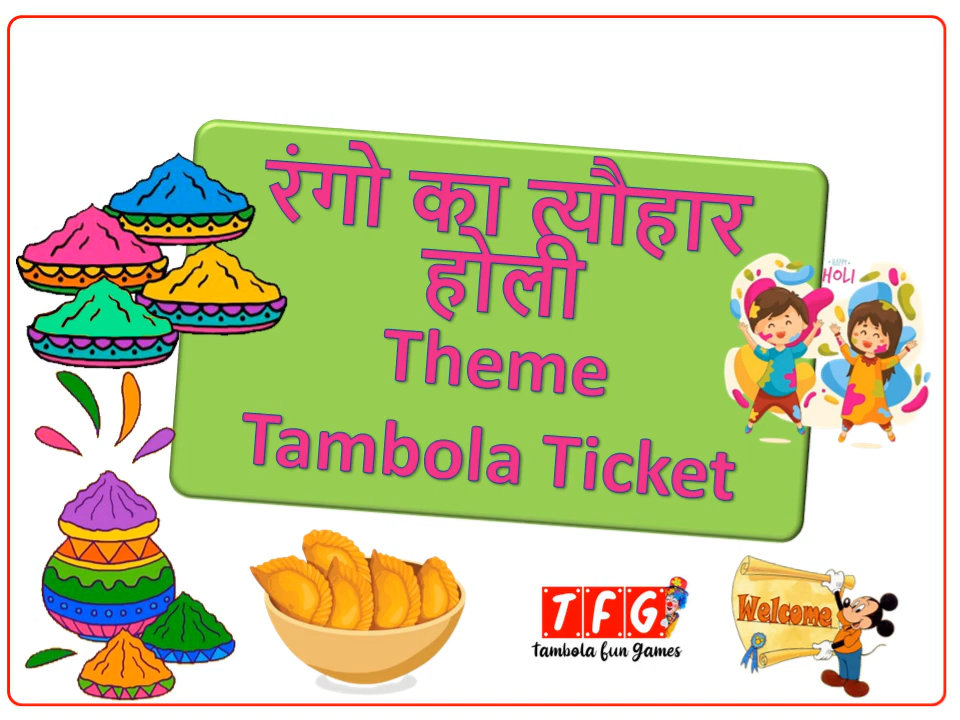 रंगो का त्यौहार
होली
Theme
Tambola Ticket
HAPPY
HOLI
TFG
Tambola fun Games
Welcome